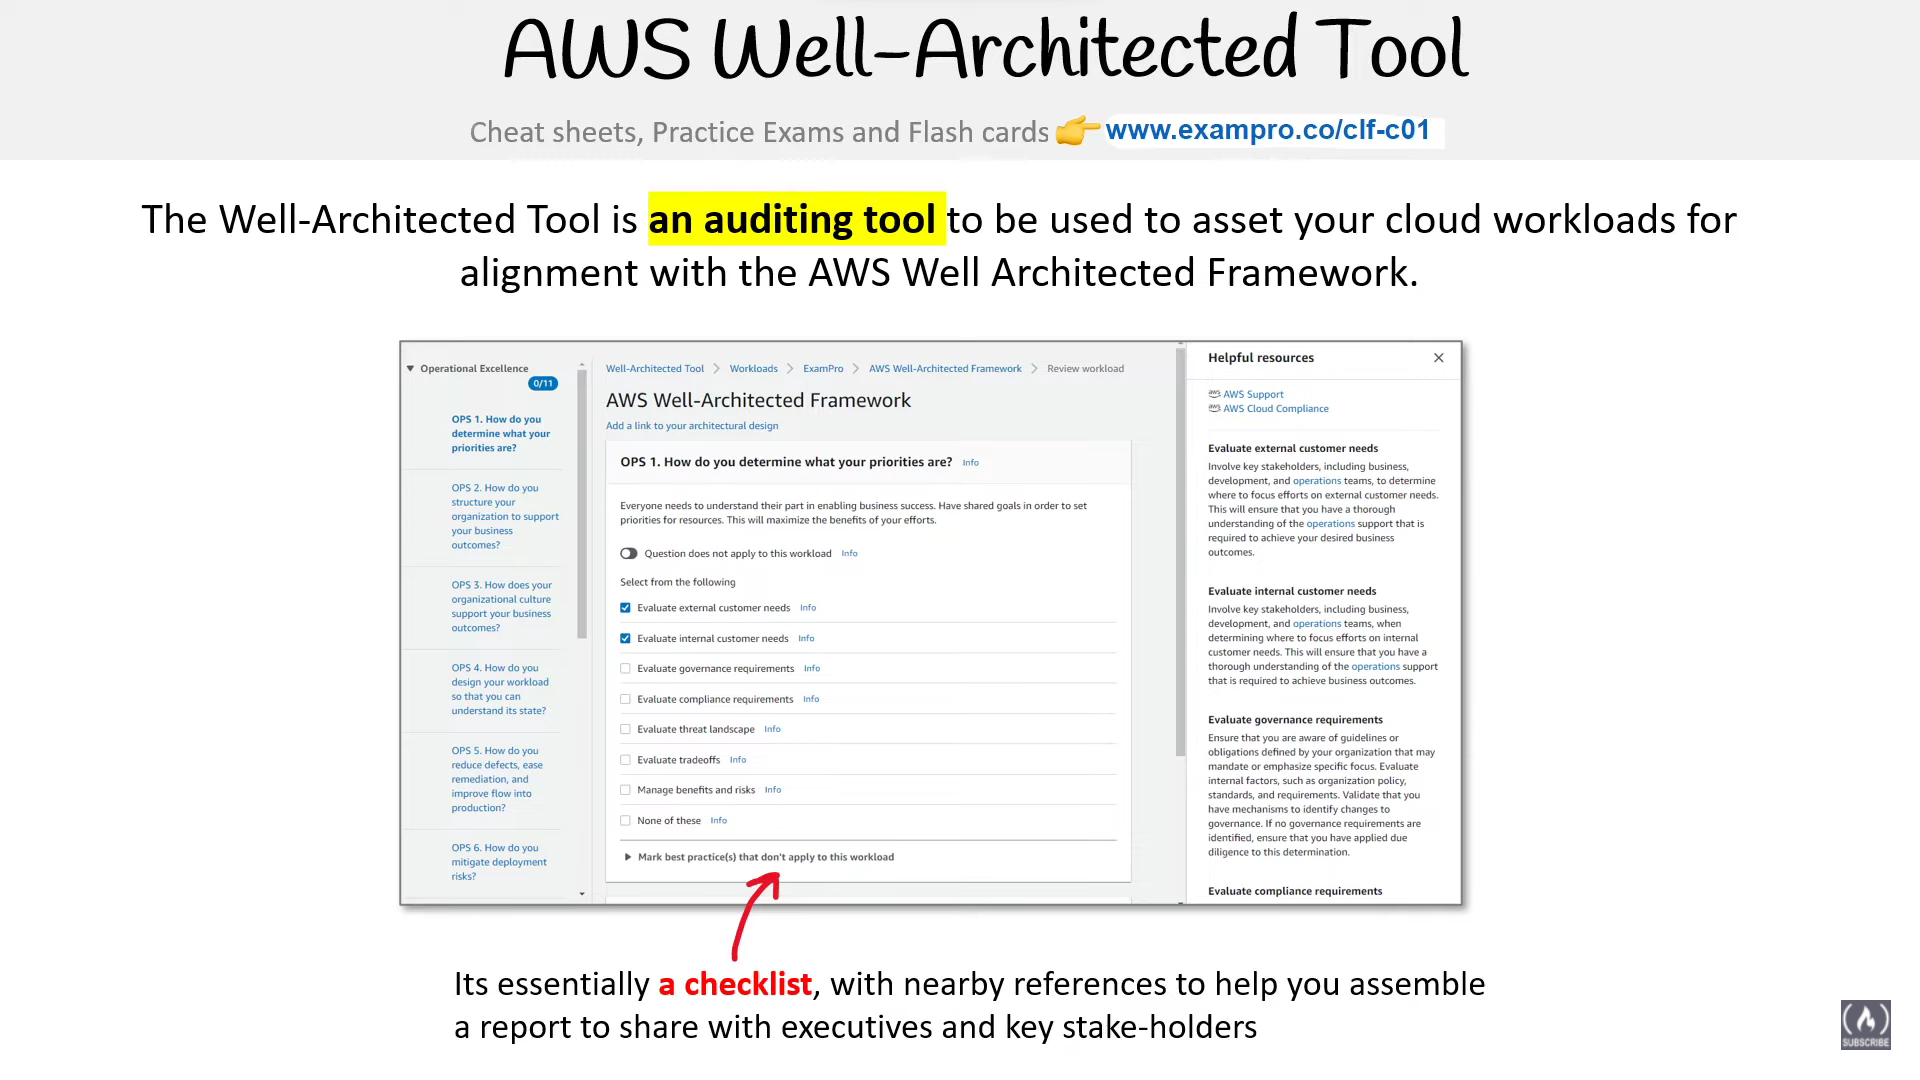 AWS Well-Architected Tool
Cheat sheets, Practice Exams and Flash cards 👉 www.exampro.co/clf-c01
The Well-Architected Tool is an auditing tool to be used to asset your cloud workloads for
alignment with the AWS Well Architected Framework.
Operational Excellence
0/11
OPS 1. How do you
determine what your
priorities are?
OPS 2. How do you
structure your
organization to support
your business
outcomes?
OPS 3. How does your
organizational culture
support your business
outcomes?
OPS 4. How do you
design your workload
so that you can
understand its state?
OPS 5. How do you
reduce defects, ease
remediation, and
improve flow into
production?
OPS 6. How do you
mitigate deployment
risks?
Well-Architected Tool > Workloads > ExamPro > AWS Well-Architected Framework > Review workload
AWS Well-Architected Framework
Add a link to your architectural design
OPS 1. How do you determine what your priorities are? Info
Everyone needs to understand their part in enabling business success. Have shared goals in order to set
priorities for resources. This will maximize the benefits of your efforts.
Question does not apply to this workload Info
Select from the following
Evaluate external customer needs Info
Evaluate internal customer needs Info
Evaluate governance requirements Info
Evaluate compliance requirements Info
Evaluate threat landscape Info
Evaluate tradeoffs Info
Manage benefits and risks Info
None of these Info
Mark best practice(s) that don't apply to this workload
Helpful resources
AWS Support
AWS Cloud Compliance
Evaluate external customer needs
Involve key stakeholders, including business,
development, and operations teams, to determine
where to focus efforts on external customer needs.
This will ensure that you have a thorough
understanding of the operations support that is
required to achieve your desired business
outcomes.
Evaluate internal customer needs
Involve key stakeholders, including business,
development, and operations teams, when
determining where to focus efforts on internal
customer needs. This will ensure that you have a
thorough understanding of the operations support
that is required to achieve business outcomes.
Evaluate governance requirements
Ensure that you are aware of guidelines or
obligations defined by your organization that may
mandate or emphasize specific focus. Evaluate
internal factors, such as organization policy,
standards, and requirements. Validate that you
have mechanisms to identify changes to
governance. If no governance requirements are
identified, ensure that you have applied due
diligence to this determination.
Evaluate compliance requirements
Its essentially a checklist, with nearby references to help you assemble
a report to share with executives and key stake-holders
SUBSCRIBE